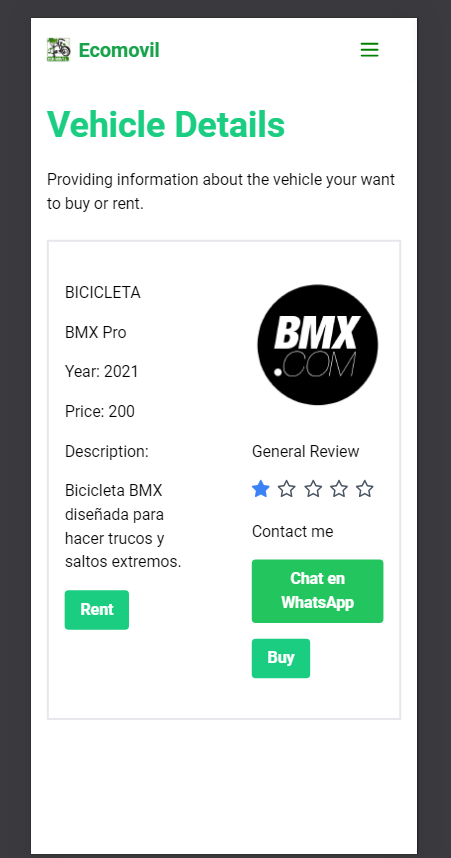 Ecomovil
Vehicle Details
Providing information about the vehicle your want
to buy or rent.
BICICLETA
BMX Pro
Year: 2021
Price: 200
Description:
Bicicleta BMX
diseñada para
hacer trucos y
saltos extremos.
Rent
BMX
.COM
General Review
Contact me
Chat en
WhatsApp
Buy